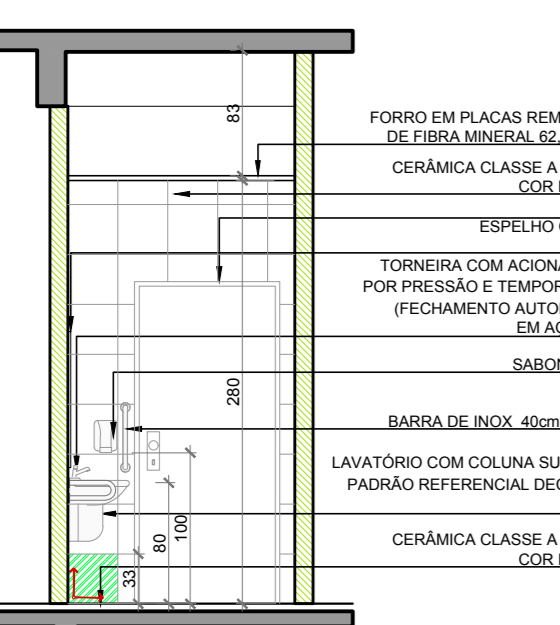 83
FORRO EM PLACAS REM
DE FIBRA MINERAL 62,
CERÂMICA CLASSE A
COR
ESPELHO
TORNEIRA COM ACIONA
POR PRESSÃO E TEMPOR
(FECHAMENTO AUTO
EM AÇ
SABON
280
BARRA DE INOX 40cm
LAVATÓRIO COM COLUNA SU
PADRÃO REFERENCIAL DEC
80
100
CERÂMICA CLASSE A
COR
33